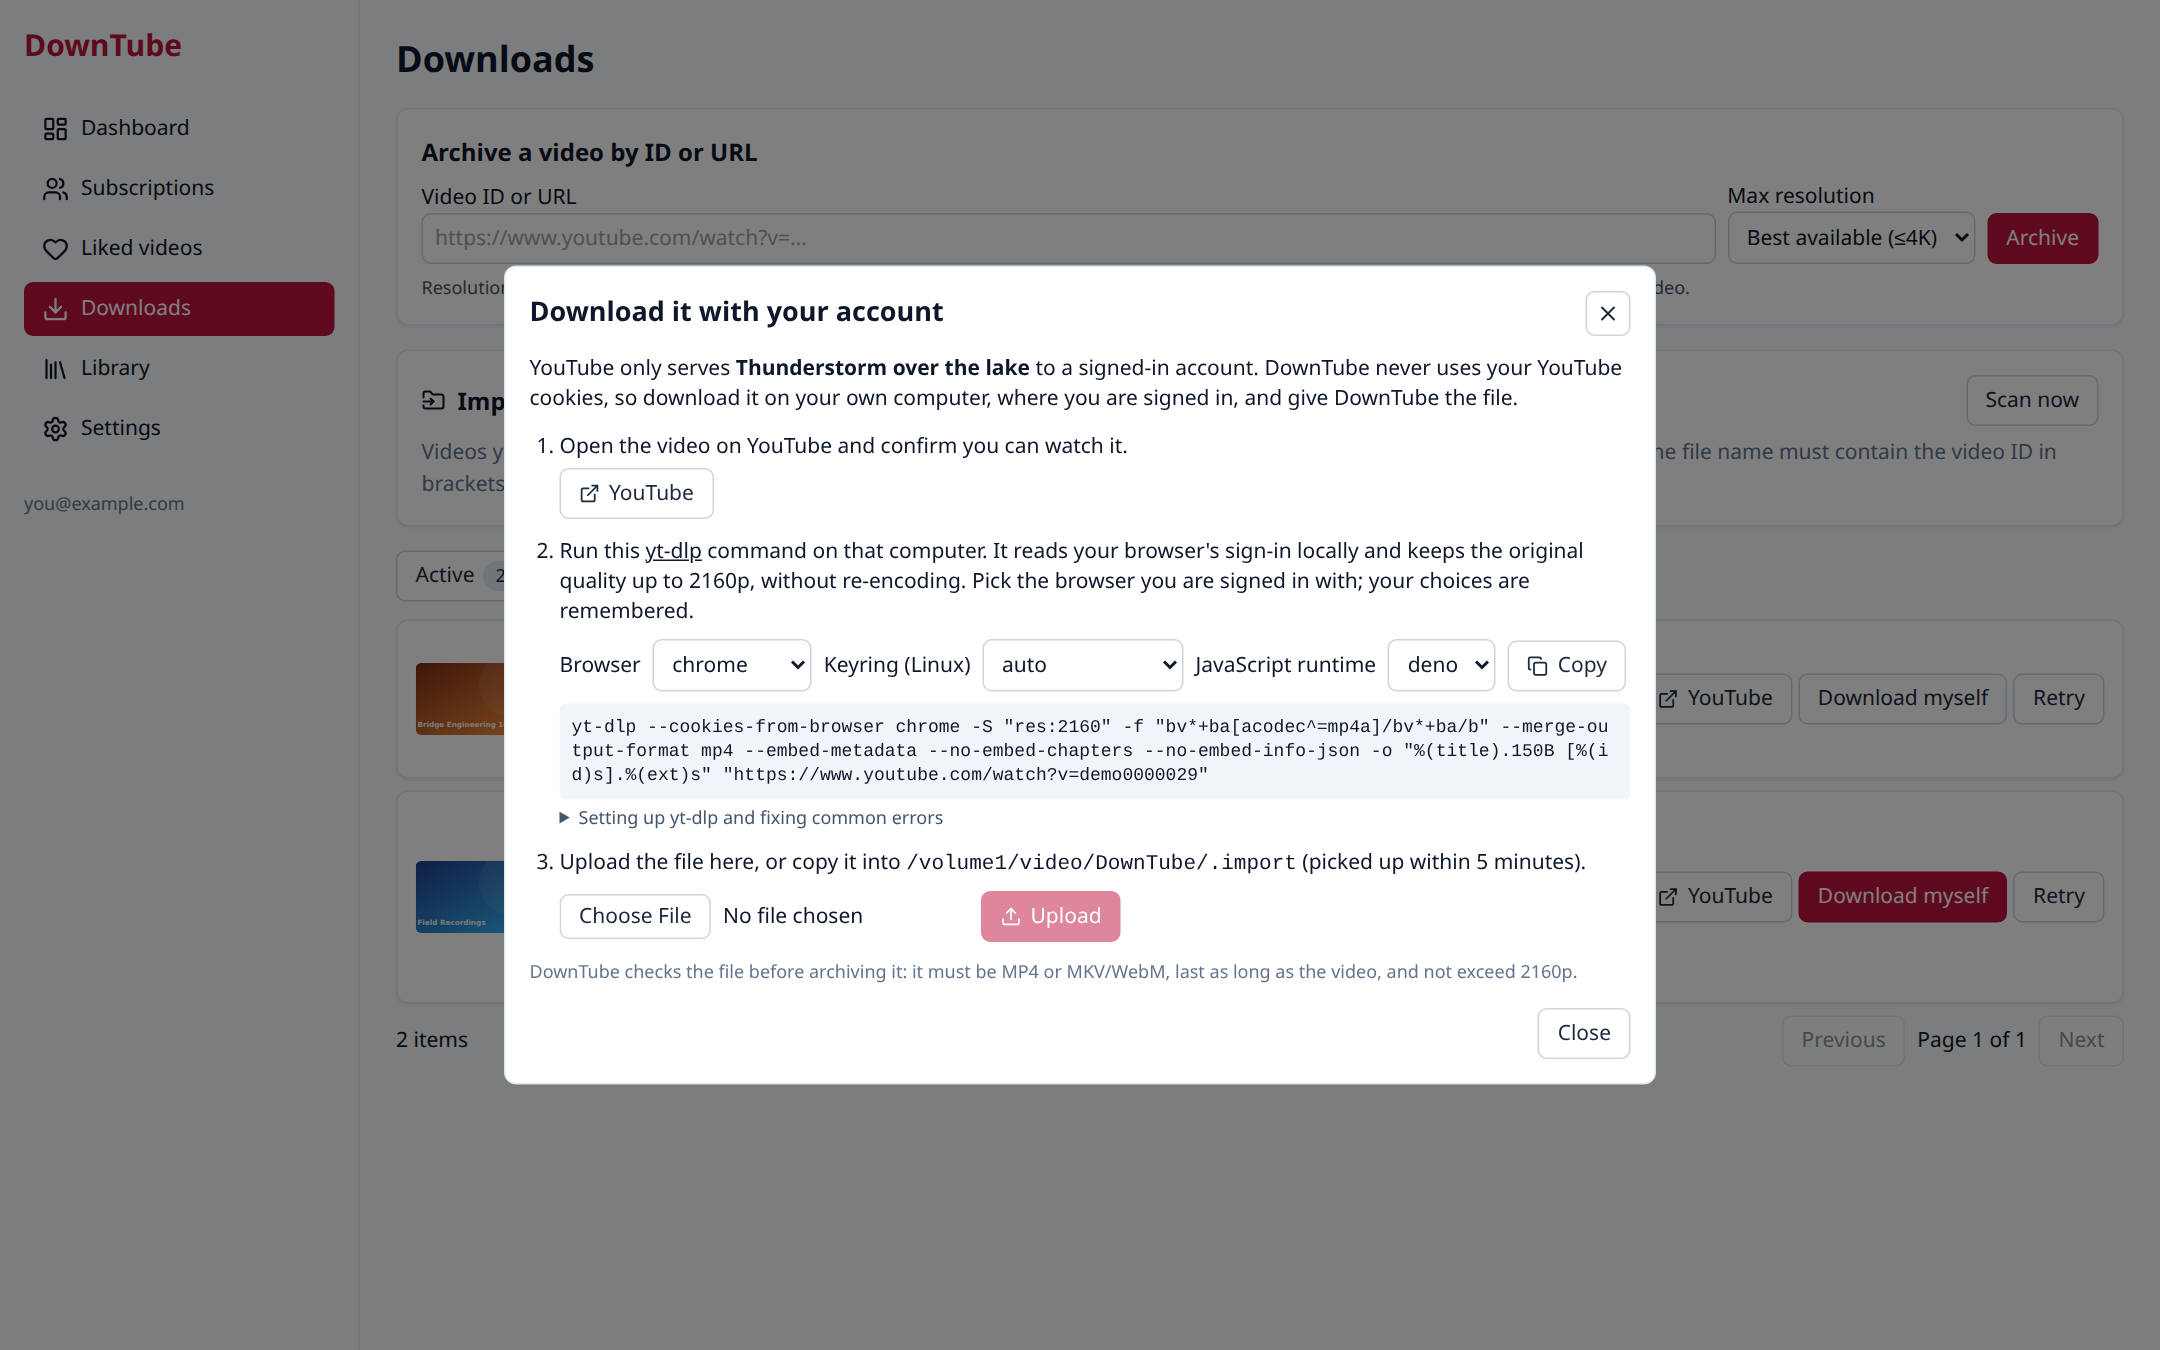 DownTube
Dashboard
Subscriptions
Liked videos
Downloads
Library
Settings
you@example.com
Downloads
Archive a video by ID or URL
Video ID or URL
Max resolution
https://www.youtube.com/watch?v=...
Best available (≤4K)
Archive
Scan now
file name must contain the video ID in
brackets
Active 2
Download it with your account
YouTube only serves Thunderstorm over the lake to a signed-in account. DownTube never uses your YouTube
cookies, so download it on your own computer, where you are signed in, and give DownTube the file.
1. Open the video on YouTube and confirm you can watch it.
YouTube
2. Run this yt-dlp command on that computer. It reads your browser's sign-in locally and keeps the original
quality up to 2160p, without re-encoding. Pick the browser you are signed in with; your choices are
remembered.
Browser chrome Keyring (Linux) auto JavaScript runtime deno Copy
yt-dlp --cookies-from-browser chrome -S "res:2160" -f "bv*+ba[acodec^=mp4a]/bv*+ba/b" --merge-ou
tput-format mp4 --embed-metadata --no-embed-chapters --no-embed-info-json -o "%(title).150B [%(i
d)s].%(ext)s" "https://www.youtube.com/watch?v=demo0000029"
Setting up yt-dlp and fixing common errors
3. Upload the file here, or copy it into /volume1/video/DownTube/.import (picked up within 5 minutes).
Choose File No file chosen Upload
DownTube checks the file before archiving it: it must be MP4 or MKV/WebM, last as long as the video, and not exceed 2160p.
Close
Bridge Engineering
YouTube Download myself Retry
Field Recordings
YouTube Download myself Retry
2 items
Previous Page 1 of 1 Next